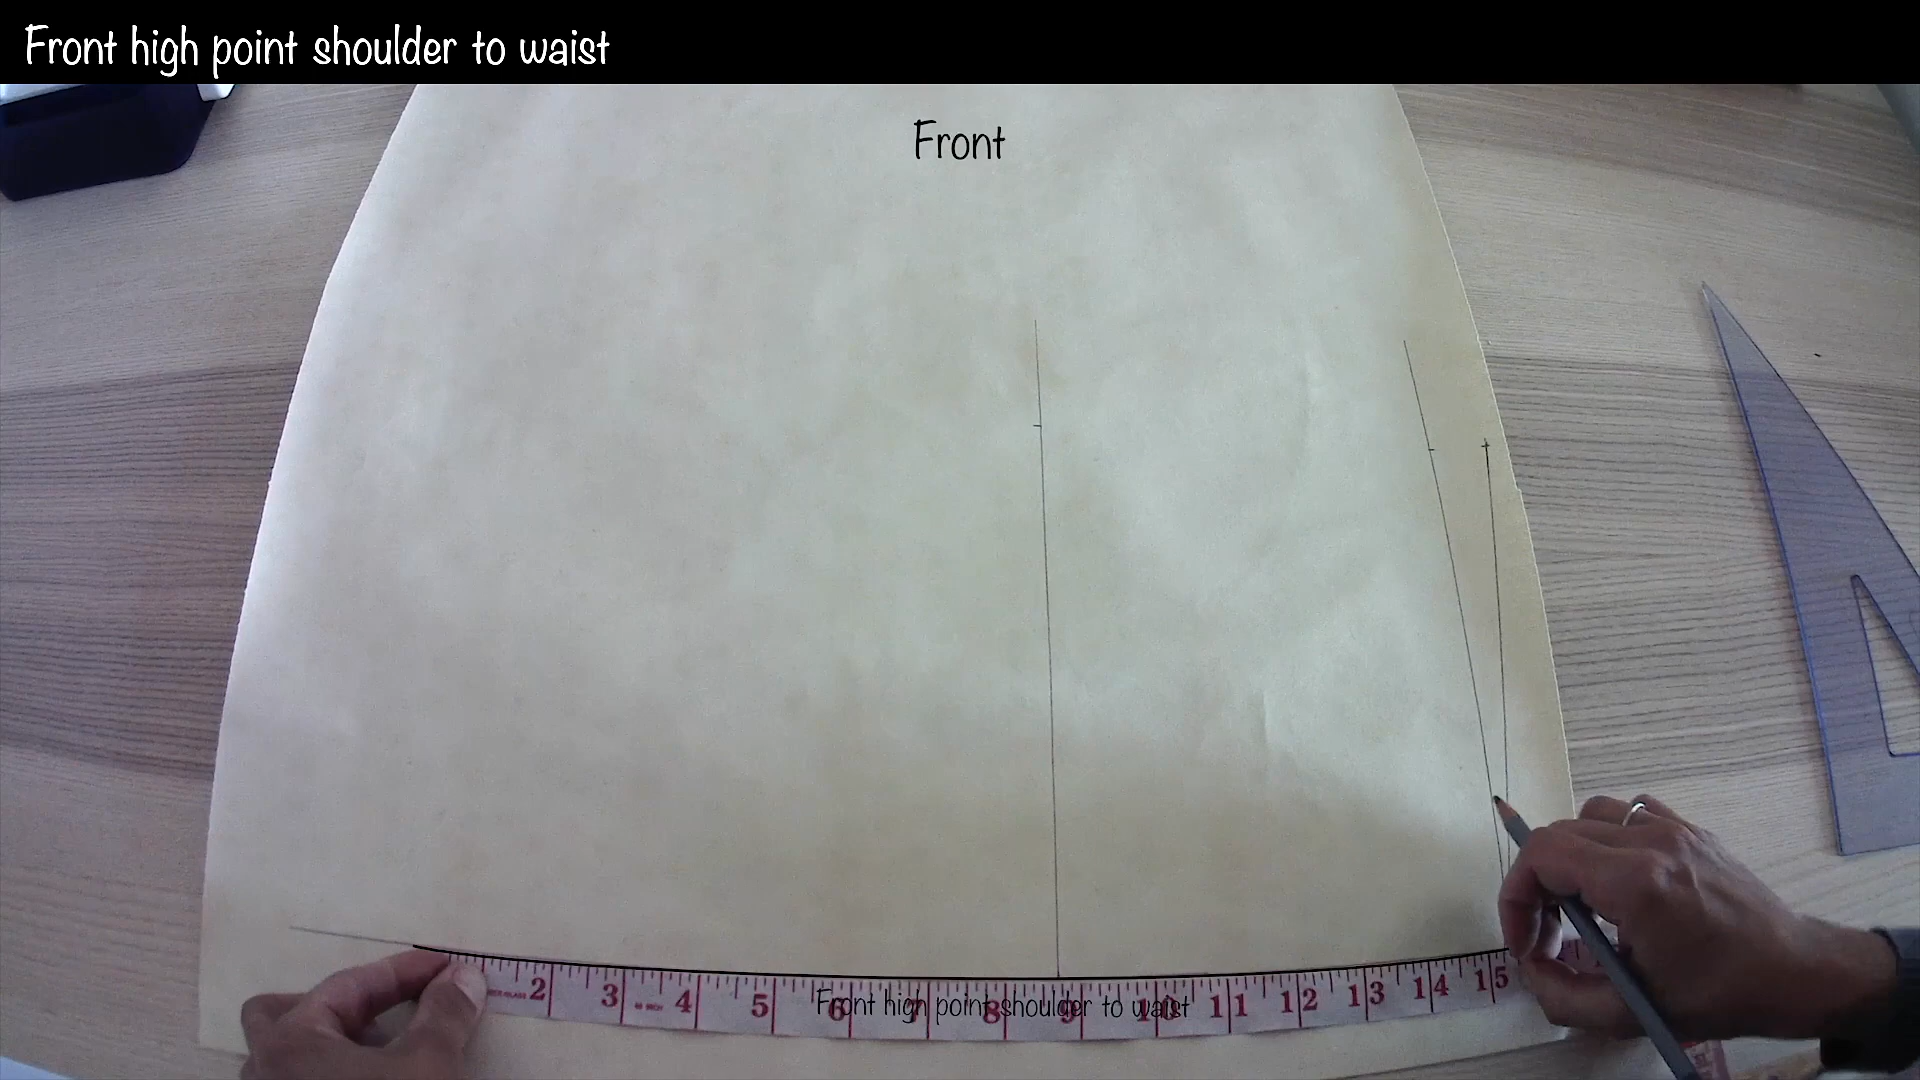 Front high point shoulder to waist
Front
2 3 4 5 6 7 8 9 10 11 12 13 14 15
Front high point shoulder to waist